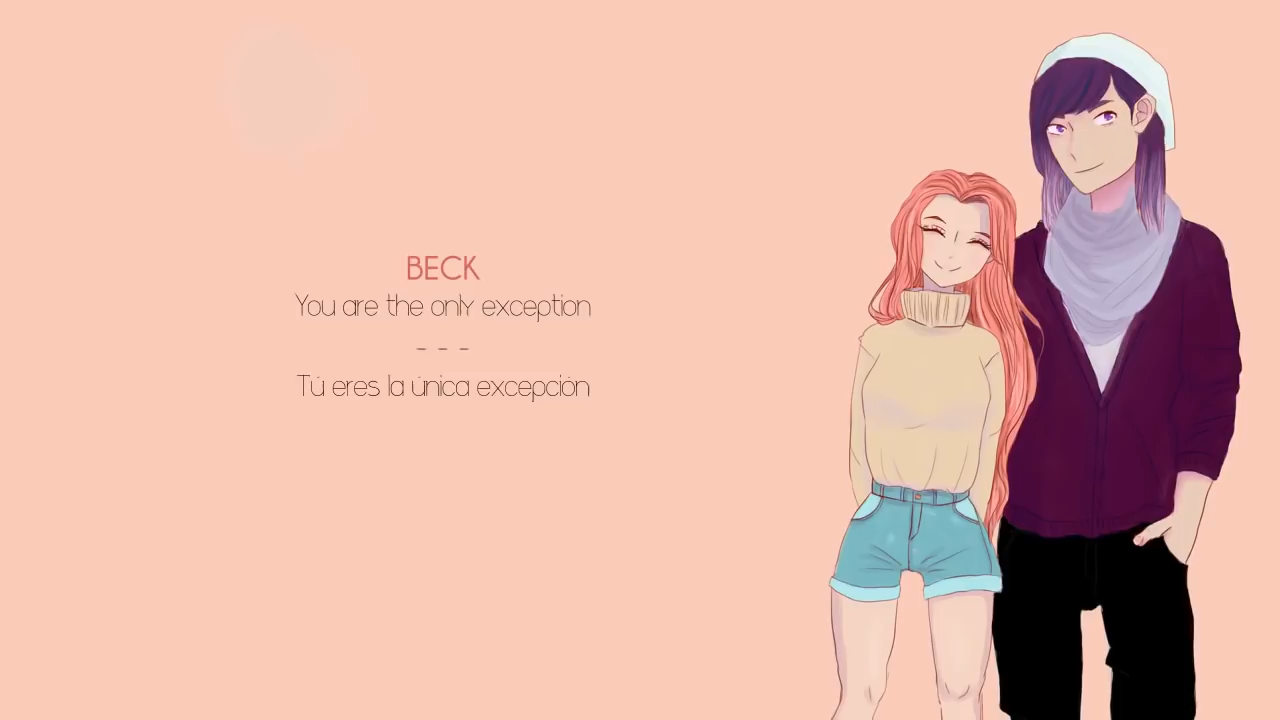 BECK
You are the only exception
- - -
Tú eres la única excepción